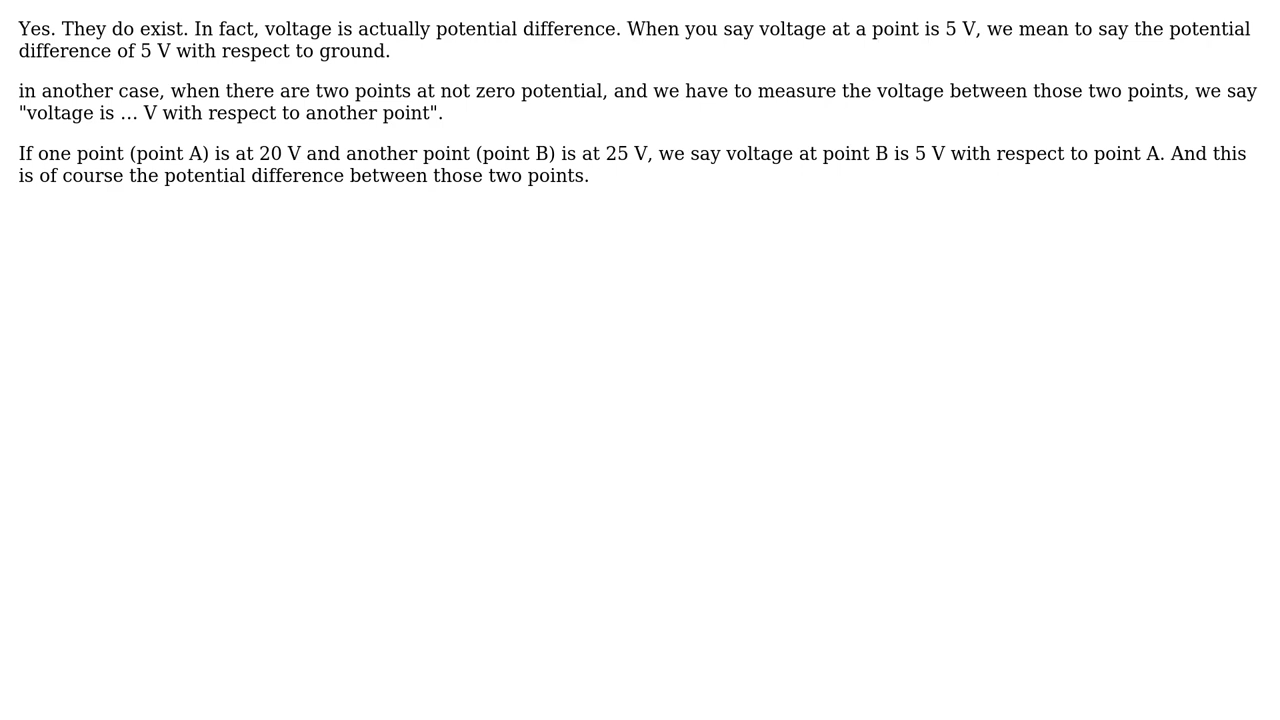 Yes. They do exist. In fact, voltage is actually potential difference. When you say voltage at a point is 5 V, we mean to say the potential
difference of 5 V with respect to ground.
in another case, when there are two points at not zero potential, and we have to measure the voltage between those two points, we say
"voltage is ... V with respect to another point".
If one point (point A) is at 20 V and another point (point B) is at 25 V, we say voltage at point B is 5 V with respect to point A. And this
is of course the potential difference between those two points.